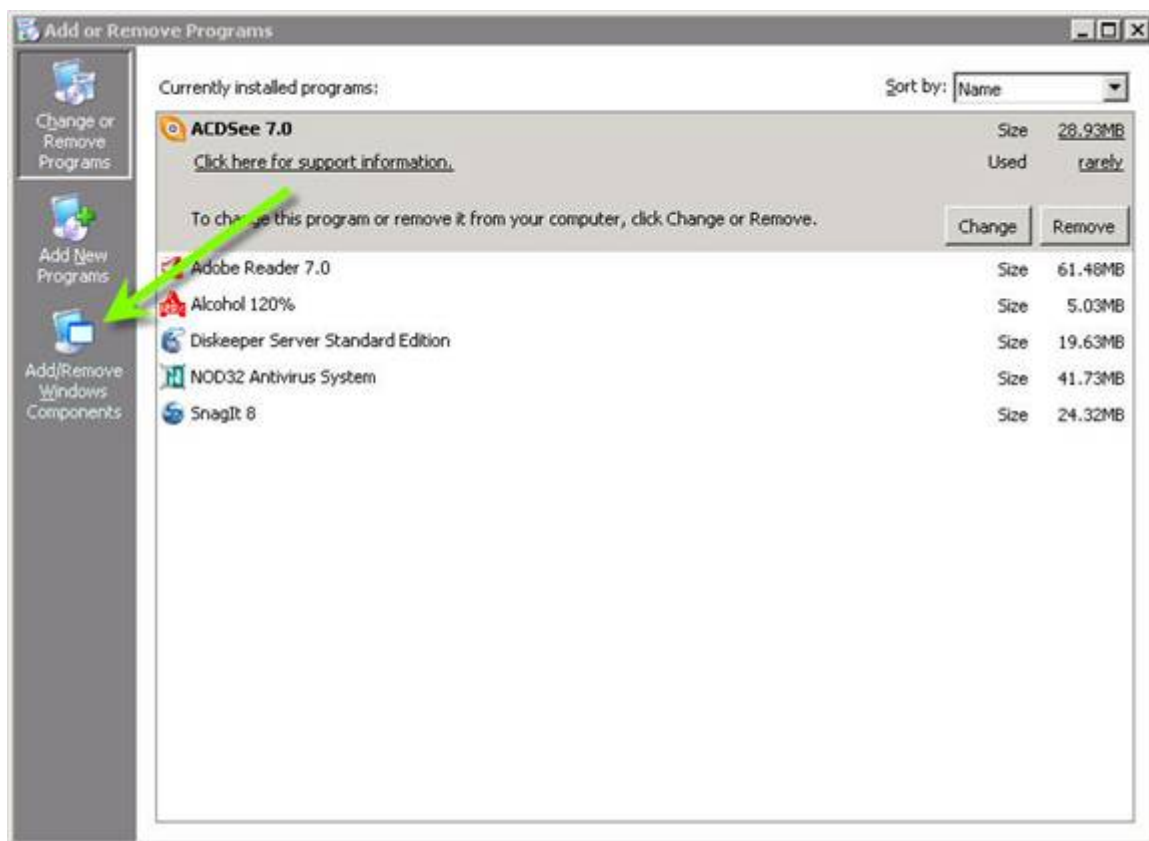 Add or Remove Programs
Change or
Remove
Programs
Add New
Programs
Add/Remove
Windows
Components
Currently installed programs:
Sort by: Name
ACDSee 7.0 Size 28.93MB
Click here for support information. Used rarely
To change this program or remove it from your computer, click Change or Remove. Change Remove
Adobe Reader 7.0 Size 61.48MB
Alcohol 120% Size 5.03MB
Diskeeper Server Standard Edition Size 19.63MB
NOD32 Antivirus System Size 41.73MB
SnagIt 8 Size 24.32MB